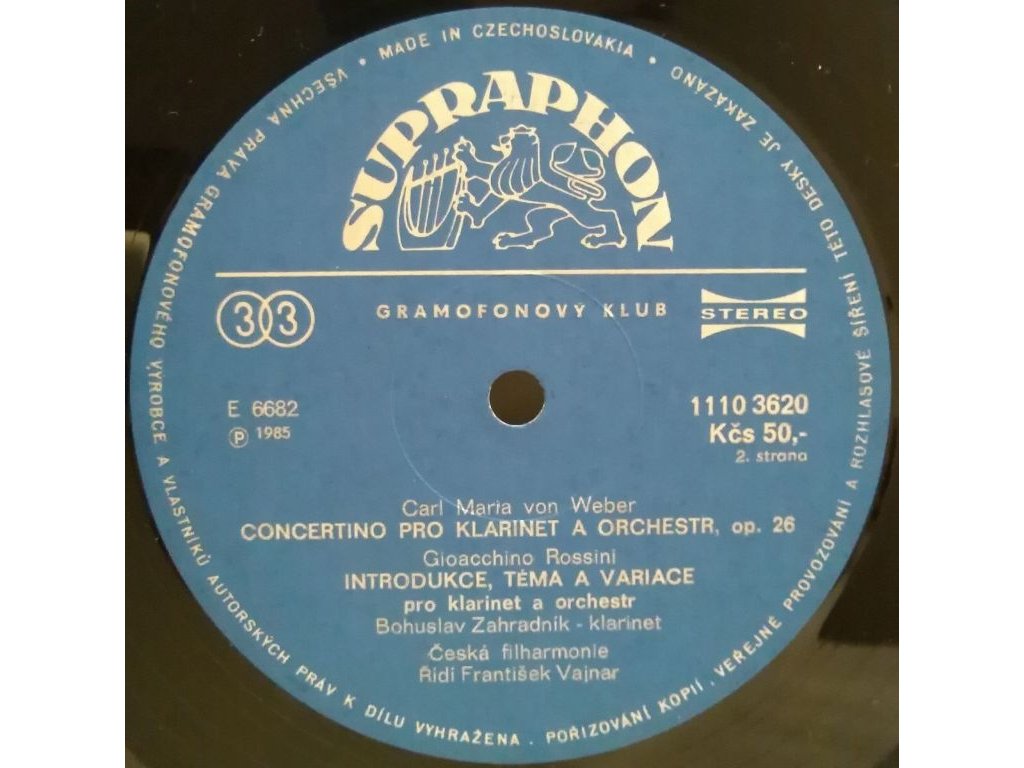 VŠECHNA PRÁVA GRAMOFONOVÉHO VÝROBCE A VLASTNÍKŮ AUTORSKÝCH PRÁV K DÍLU VYHRAŽENA . POŘIZOVÁNÍ KOPIÍ . VEŘEJNÉ PROVOZOVÁNÍ A ROZHLASOVÉ ŠÍŘENÍ TÉTO DESKY JE ZAKÁZÁNO
• MADE IN CZECHOSLOVAKIA •
SUPRAPHON
33
GRAMOFONOVÝ KLUB
STEREO
E 6682
Ⓟ 1985
1110 3620
Kčs 50,-
2. strana
Carl Maria von Weber
CONCERTINO PRO KLARINET A ORCHESTR, op. 26
Gioacchino Rossini
INTRODUKCE, TÉMA A VARIACE
pro klarinet a orchestr
Bohuslav Zahradník - klarinet
Česká filharmonie
Řídí František Vajnar